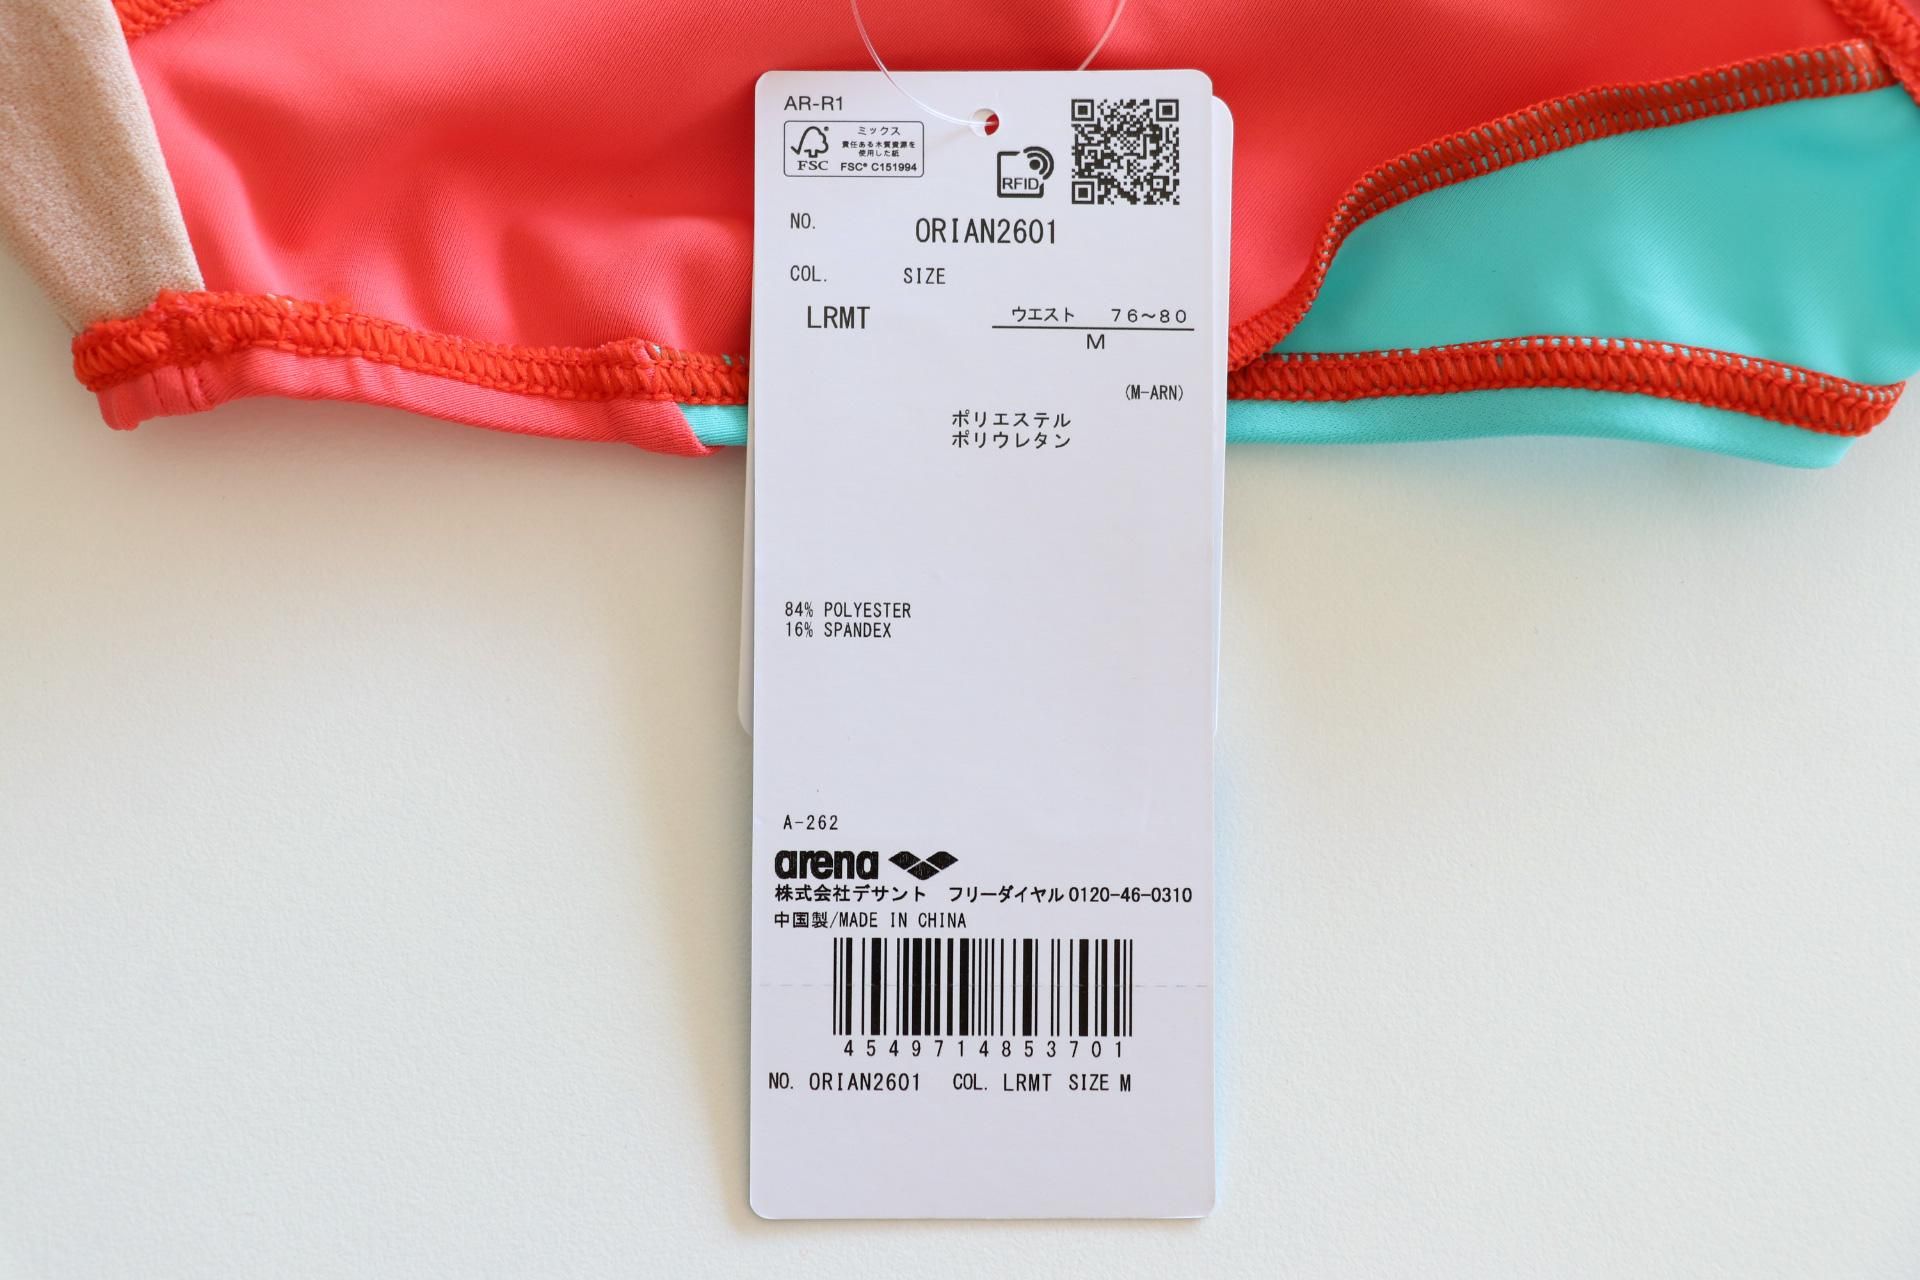 AR-R1
FSC
ミックス
責任ある木質資源を
使用した紙
FSC® C151994
RFID
NO. ORIAN2601
COL. SIZE
LRMT ウエスト 76~80
M
(M-ARN)
ポリエステル
ポリウレタン
84% POLYESTER
16% SPANDEX
A-262
arena
株式会社デサント フリーダイヤル0120-46-0310
中国製/MADE IN CHINA
4549714853701
NO. ORIAN2601 COL. LRMT SIZE M